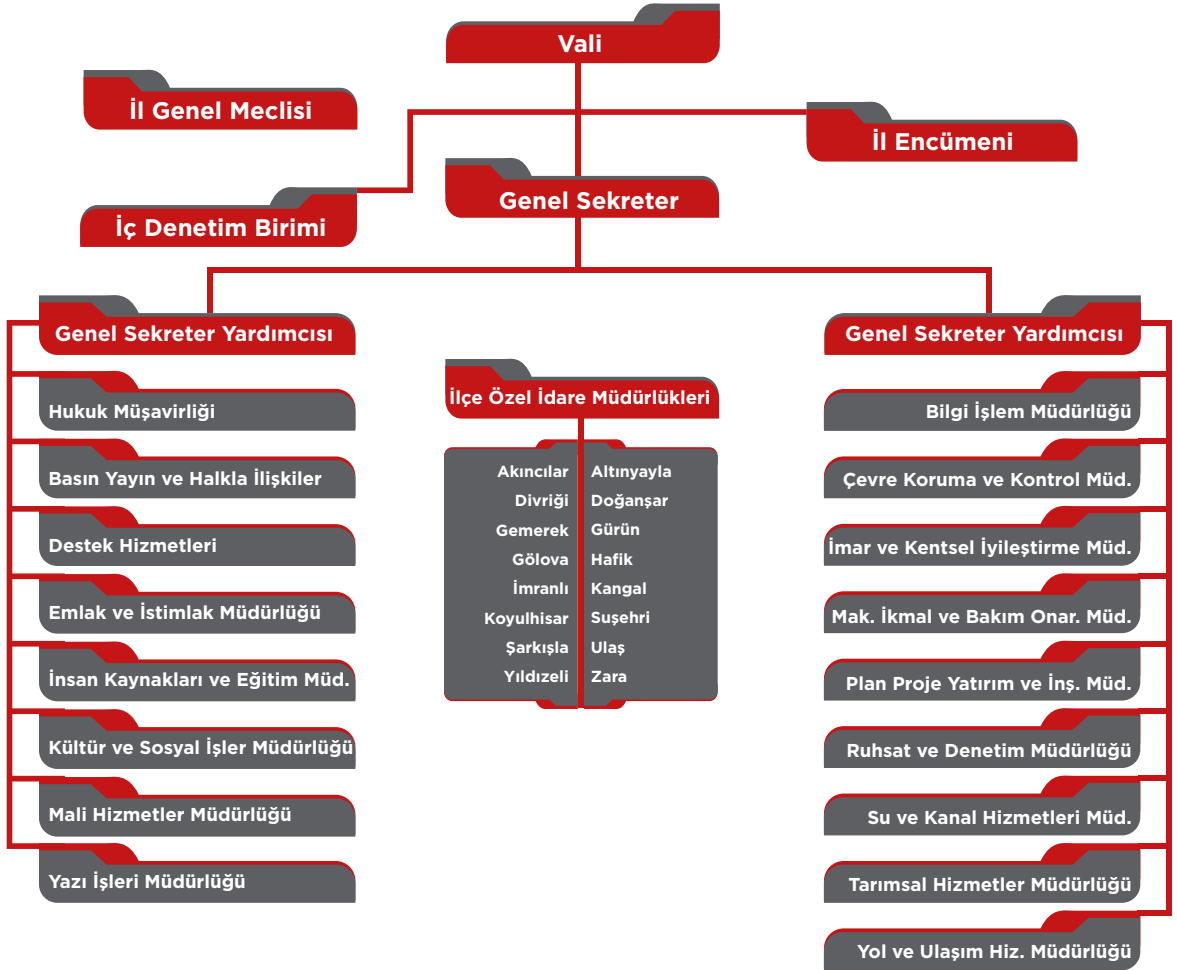 Vali
İl Genel Meclisi
İl Encümeni
Genel Sekreter
İç Denetim Birimi
Genel Sekreter Yardımcısı
Hukuk Müşavirliği
Basın Yayın ve Halkla İlişkiler
Destek Hizmetleri
Emlak ve İstimlak Müdürlüğü
İnsan Kaynakları ve Eğitim Müd.
Kültür ve Sosyal İşler Müdürlüğü
Mali Hizmetler Müdürlüğü
Yazı İşleri Müdürlüğü
İlçe Özel İdare Müdürlükleri
Akıncılar Altınyayla
Divriği Doğanşar
Gemerek Gürün
Gölova Hafik
İmranlı Kangal
Koyulhisar Suşehri
Şarkışla Ulaş
Yıldızeli Zara
Genel Sekreter Yardımcısı
Bilgi İşlem Müdürlüğü
Çevre Koruma ve Kontrol Müd.
İmar ve Kentsel İyileştirme Müd.
Mak. İkmal ve Bakım Onar. Müd.
Plan Proje Yatırım ve İnş. Müd.
Ruhsat ve Denetim Müdürlüğü
Su ve Kanal Hizmetleri Müd.
Tarımsal Hizmetler Müdürlüğü
Yol ve Ulaşım Hiz. Müdürlüğü